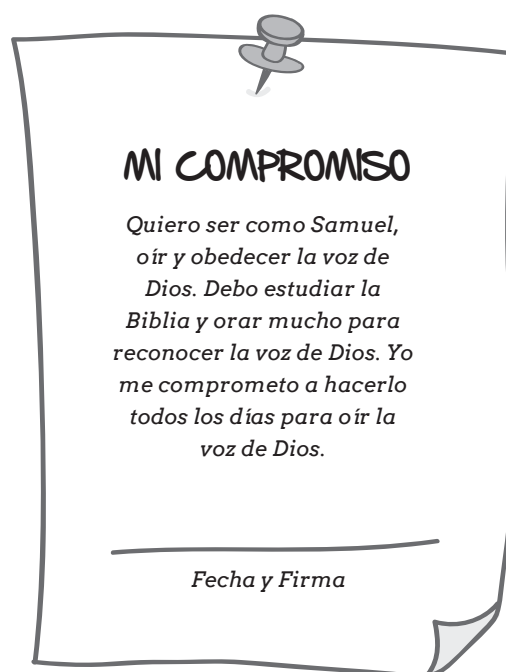 MI COMPROMISO
Quiero ser como Samuel,
oír y obedecer la voz de
Dios. Debo estudiar la
Biblia y orar mucho para
reconocer la voz de Dios. Yo
me comprometo a hacerlo
todos los días para oír la
voz de Dios.
Fecha y Firma